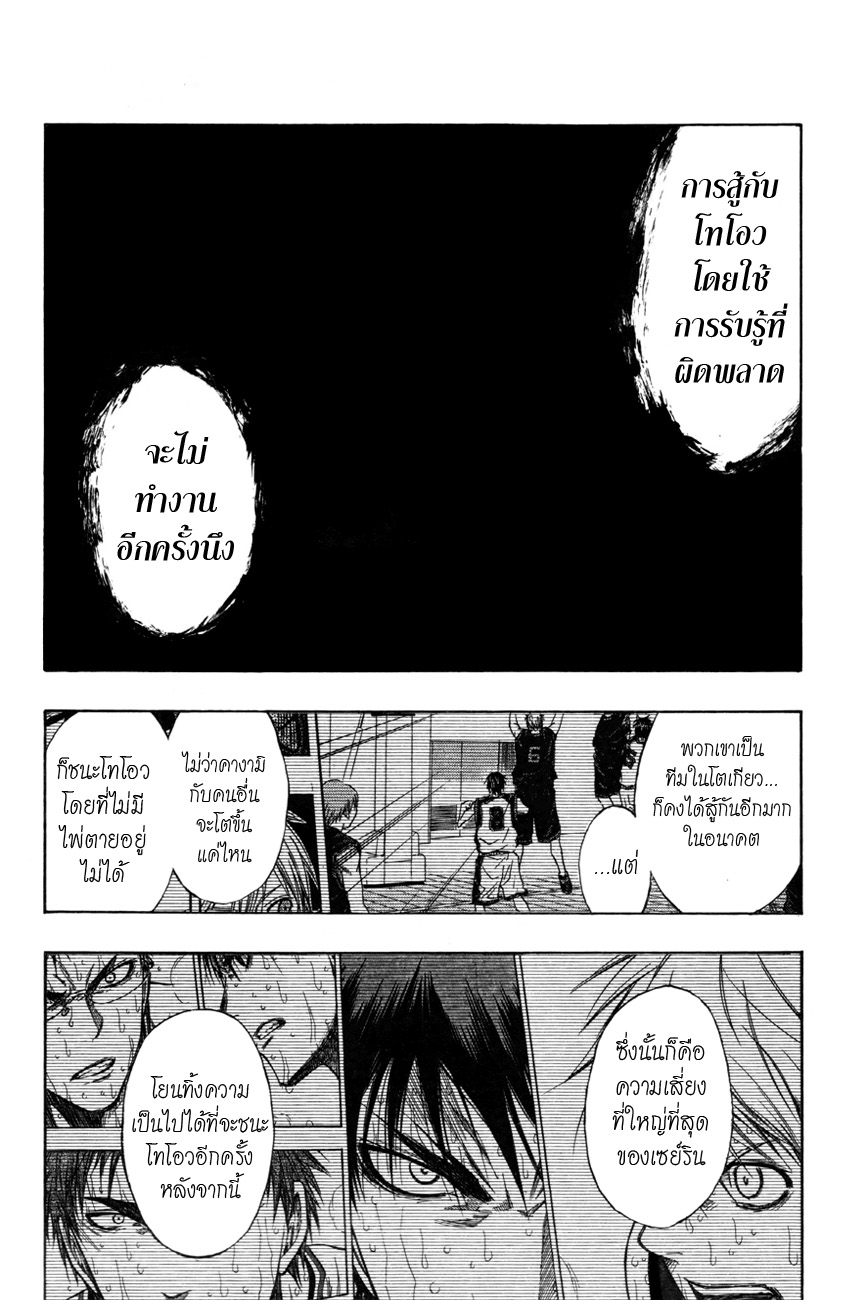 การสู้กับ
โทโอว
โดยใช้
การรับรู้ที่
ผิดพลาด
จะไม่
ทำงาน
อีกครั้งนึง
พวกเขาเป็น
ทีมในโตเกียว...
ก็คงได้สู้กันอีกมาก
ในอนาคต
...แต่
ไม่ว่าคางามิ
กับคนอื่น
จะโตขึ้น
แค่ไหน
ก็ชนะโทโอว
โดยที่ไม่มี
ไพ่ตายอยู่
ไม่ได้
ซึ่งนั้นก็คือ
ความเสี่ยง
ที่ใหญ่ที่สุด
ของเซย์ริน
โยนทิ้งความ
เป็นไปได้ที่จะชนะ
โทโอวอีกครั้ง
หลังจากนี้